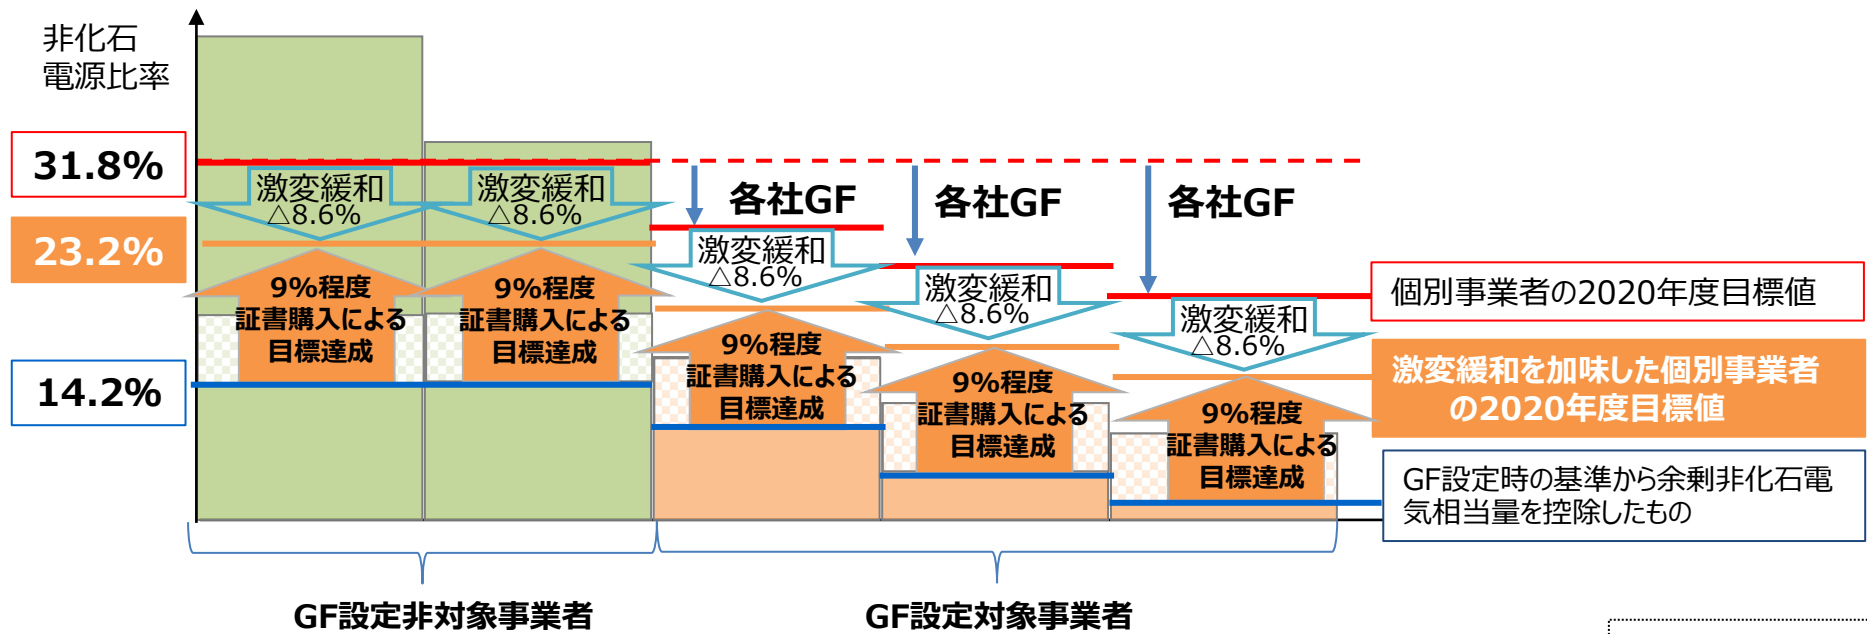 非化石
電源比率
31.8%
23.2%
14.2%
激変緩和
△8.6%
激変緩和
△8.6%
各社GF
各社GF
各社GF
激変緩和
△8.6%
激変緩和
△8.6%
激変緩和
△8.6%
9%程度
証書購入による
目標達成
9%程度
証書購入による
目標達成
9%程度
証書購入による
目標達成
9%程度
証書購入による
目標達成
9%程度
証書購入による
目標達成
個別事業者の2020年度目標値
激変緩和を加味した個別事業者
の2020年度目標値
GF設定時の基準から余剰非化石電
気相当量を控除したもの
GF設定非対象事業者
GF設定対象事業者